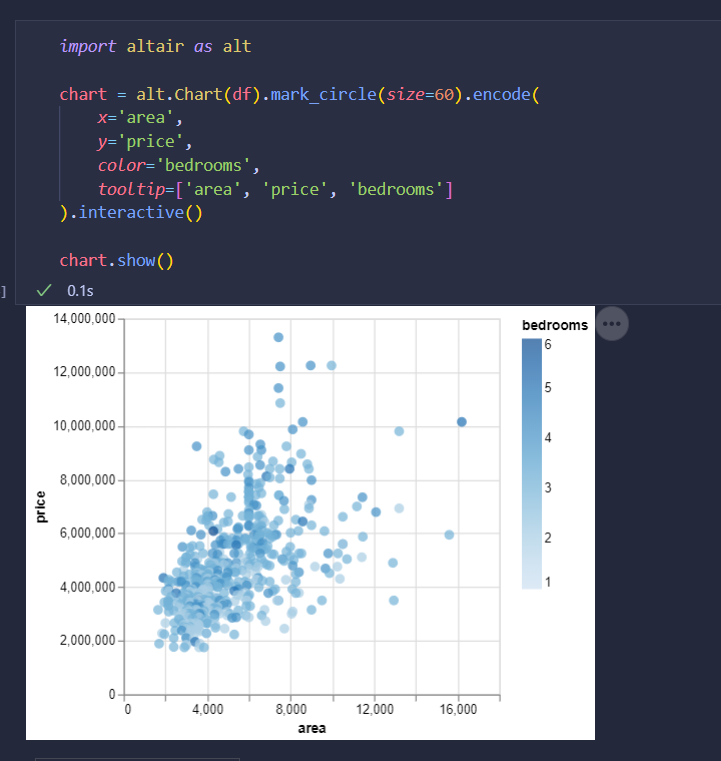 import altair as alt
chart = alt.Chart(df).mark_circle(size=60).encode(
x='area',
y='price',
color='bedrooms',
tooltip=['area', 'price', 'bedrooms']
).interactive()
chart.show()
] ✓ 0.1s
bedrooms
6
5
4
3
2
1
price
14,000,000
12,000,000
10,000,000
8,000,000
6,000,000
4,000,000
2,000,000
0
0 4,000 8,000 12,000 16,000
area